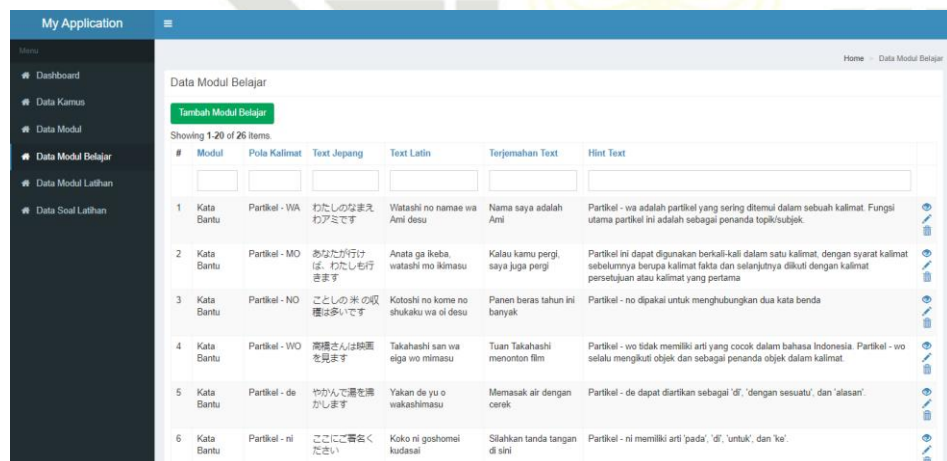 My Application
Menu
Home > Data Modul Belajar
Dashboard
Data Kamus
Data Modul
Data Modul Belajar
Data Modul Latihan
Data Soal Latihan
Data Modul Belajar
Tambah Modul Belajar
Showing 1-20 of 26 items.
# Modul Pola Kalimat Text Jepang Text Latin Terjemahan Text Hint Text
1 Kata Partikel - WA わたしのなまえ Watashi no namae wa Nama saya adalah Partikel - wa adalah partikel yang sering ditemui dalam sebuah kalimat. Fungsi
Bantu わアミです Ami desu Ami utama partikel ini adalah sebagai penanda topik/subjek.
2 Kata Partikel - MO あなたが行け Anata ga ikeba, Kalau kamu pergi, Partikel ini dapat digunakan berkali-kali dalam satu kalimat, dengan syarat kalimat
Bantu ば、わたしも行 watashi mo ikimasu saya juga pergi sebelumnya berupa kalimat fakta dan selanjutnya diikuti dengan kalimat
きます persetujuan atau kalimat yang pertama
3 Kata Partikel - NO ことしの 米 の収 Kotoshi no kome no Panen beras tahun ini Partikel - no dipakai untuk menghubungkan dua kata benda
Bantu 穫は多いです shukaku wa oi desu banyak
4 Kata Partikel - WO 高橋さんは映画 Takahashi san wa Tuan Takahashi Partikel - wo tidak memiliki arti yang cocok dalam bahasa Indonesia. Partikel - wo
Bantu を見ます eiga wo mimasu menonton film selalu mengikuti objek dan sebagai penanda objek dalam kalimat.
5 Kata Partikel - de やかんで湯を沸 Yakan de yu o Memasak air dengan Partikel - de dapat diartikan sebagai 'di', 'dengan sesuatu', dan 'alasan'.
Bantu かします wakashimasu cerek
6 Kata Partikel - ni ここにご署名く Koko ni goshomei Silahkan tanda tangan Partikel - ni memiliki arti 'pada', 'di', 'untuk', dan 'ke'.
Bantu ださい kudasai di sini